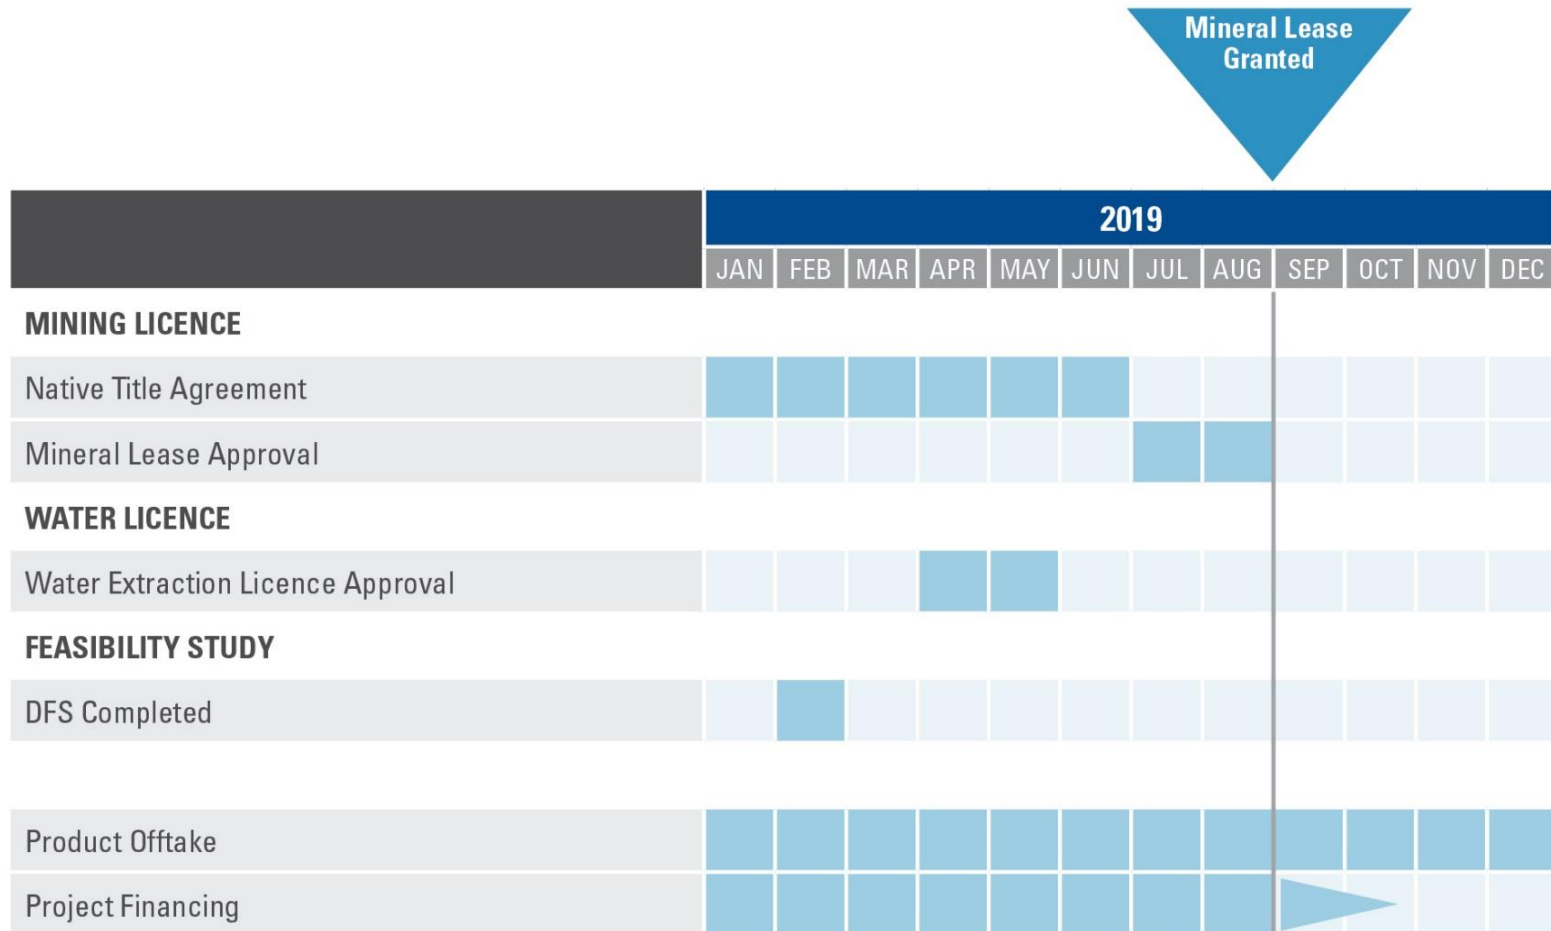 Mineral Lease
Granted
2019
JAN FEB MAR APR MAY JUN JUL AUG SEP OCT NOV DEC
MINING LICENCE
Native Title Agreement
Mineral Lease Approval
WATER LICENCE
Water Extraction Licence Approval
FEASIBILITY STUDY
DFS Completed
Product Offtake
Project Financing